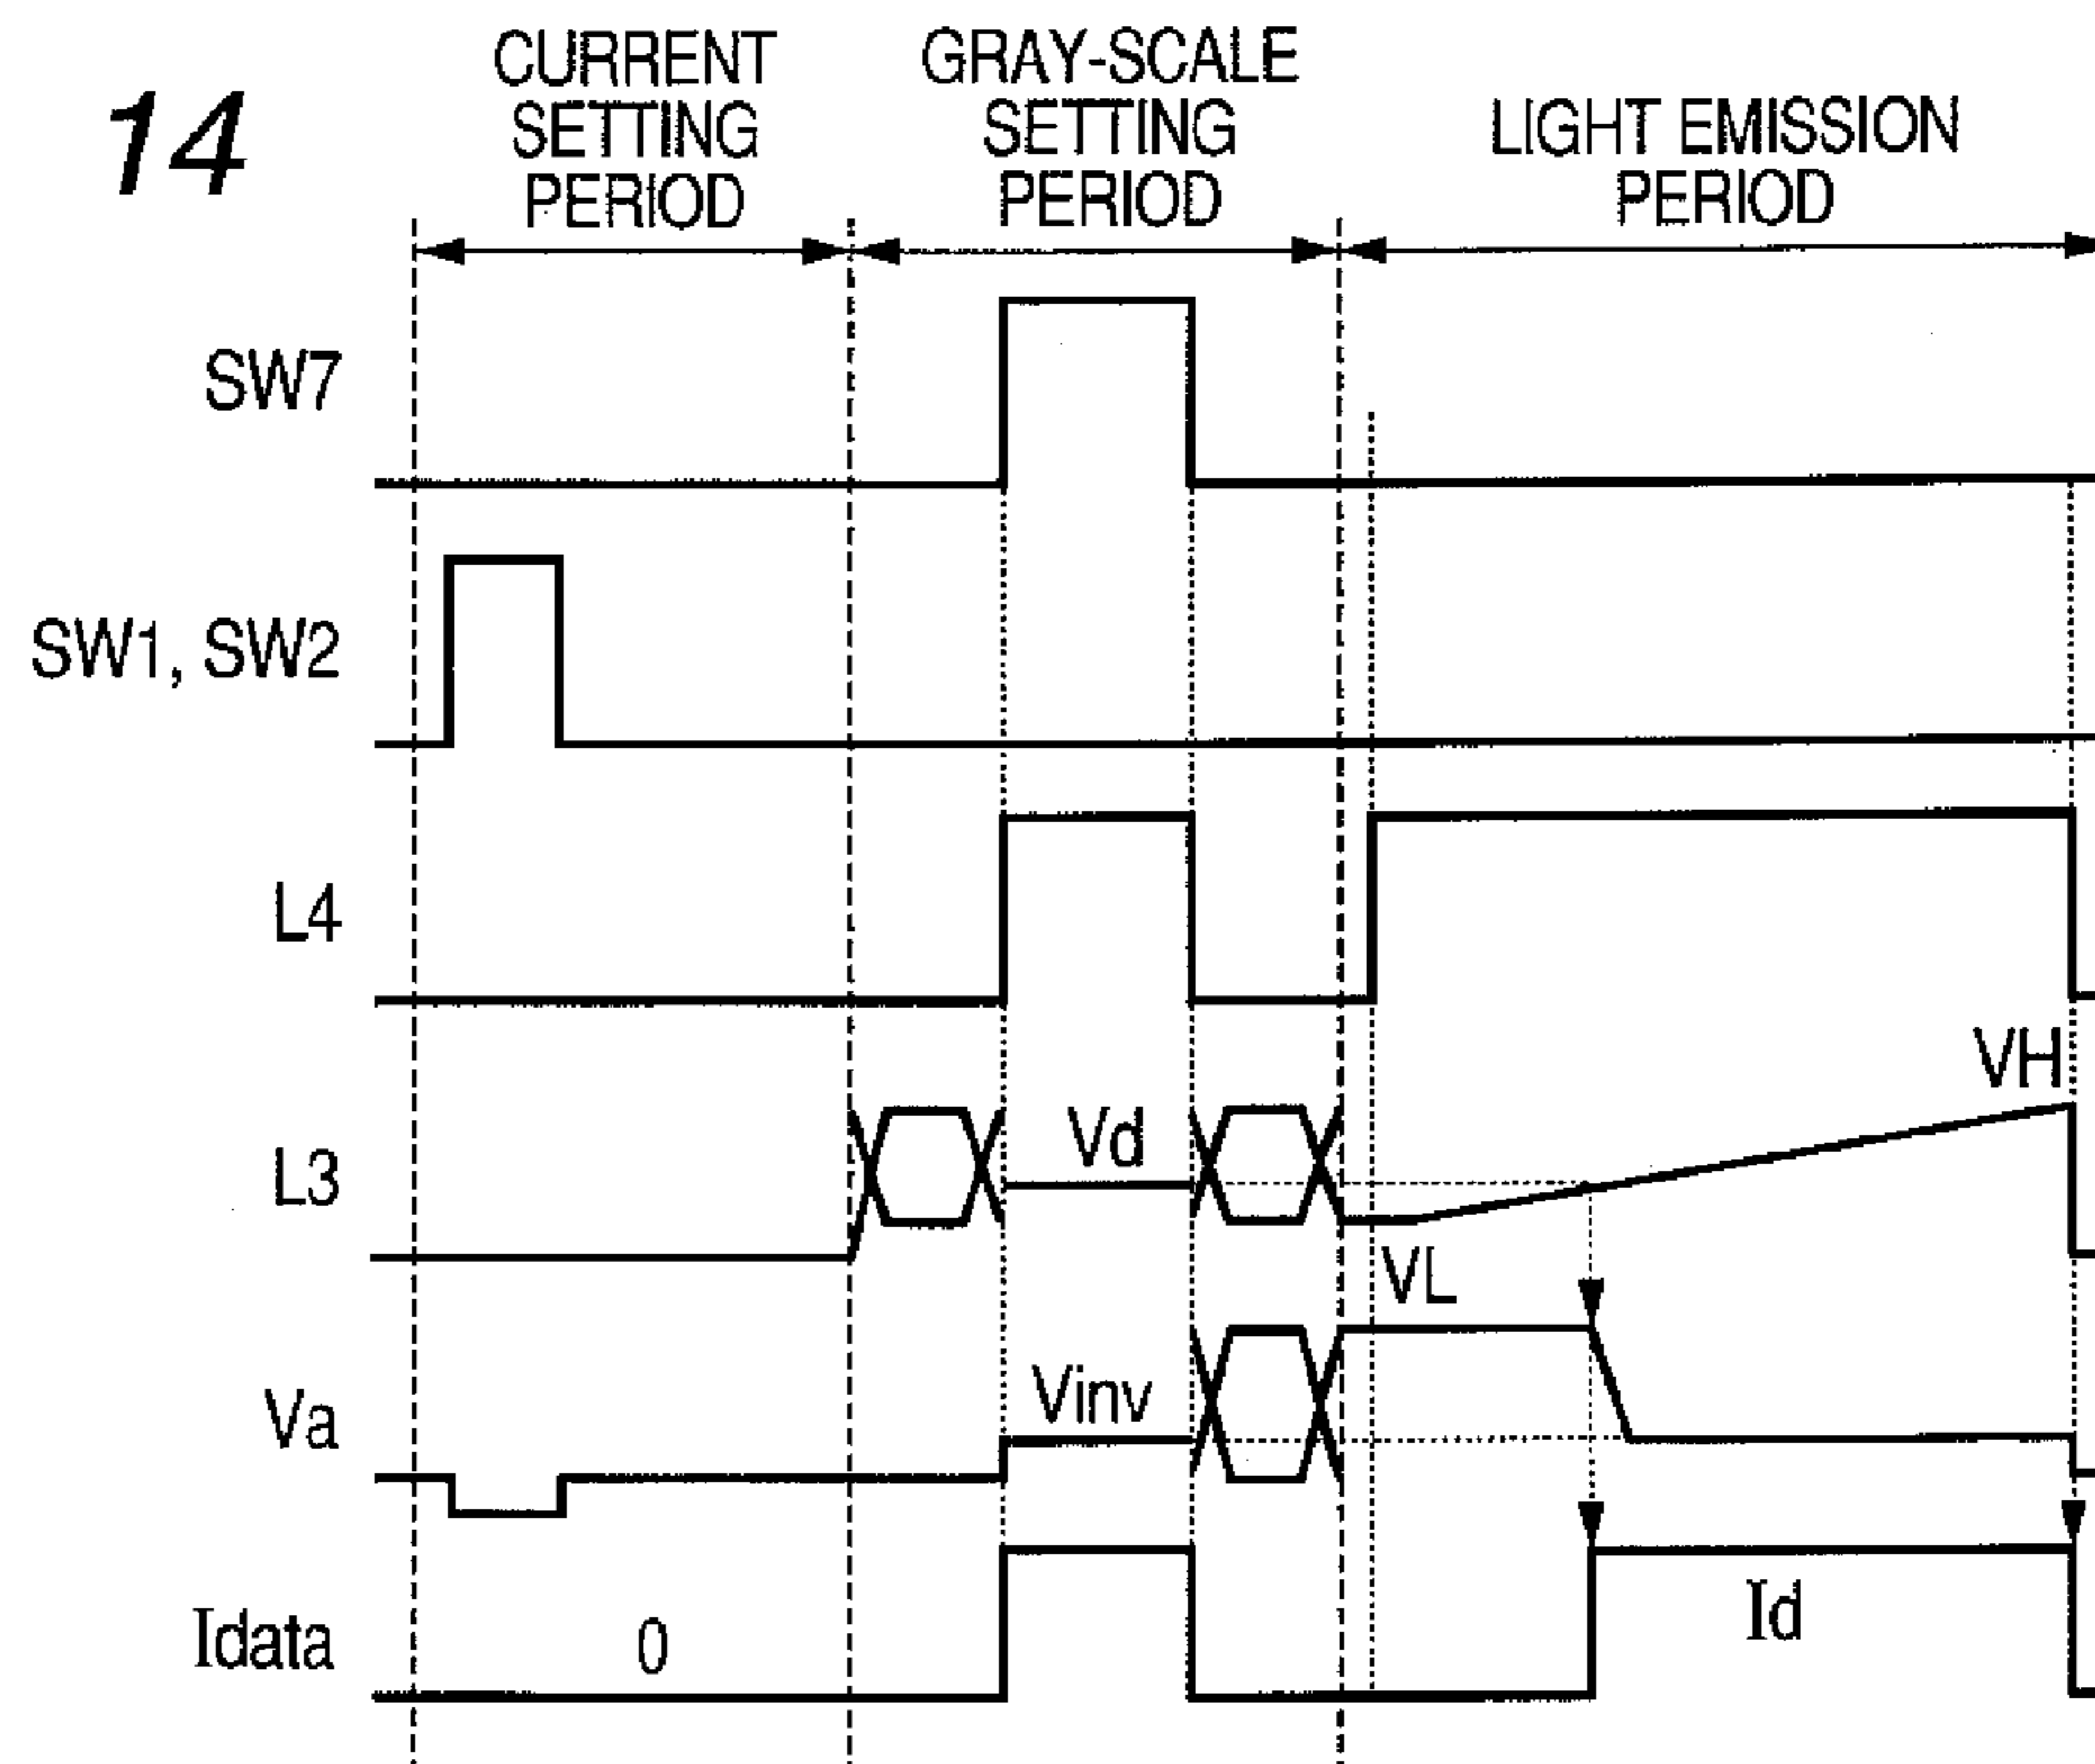 14
CURRENT
SETTING
PERIOD
GRAY-SCALE
SETTING
PERIOD
LIGHT EMISSION
PERIOD
SW7
SW1, SW2
L4
L3
Vd
VH
VL
Va
Vinv
Idata
0
Id